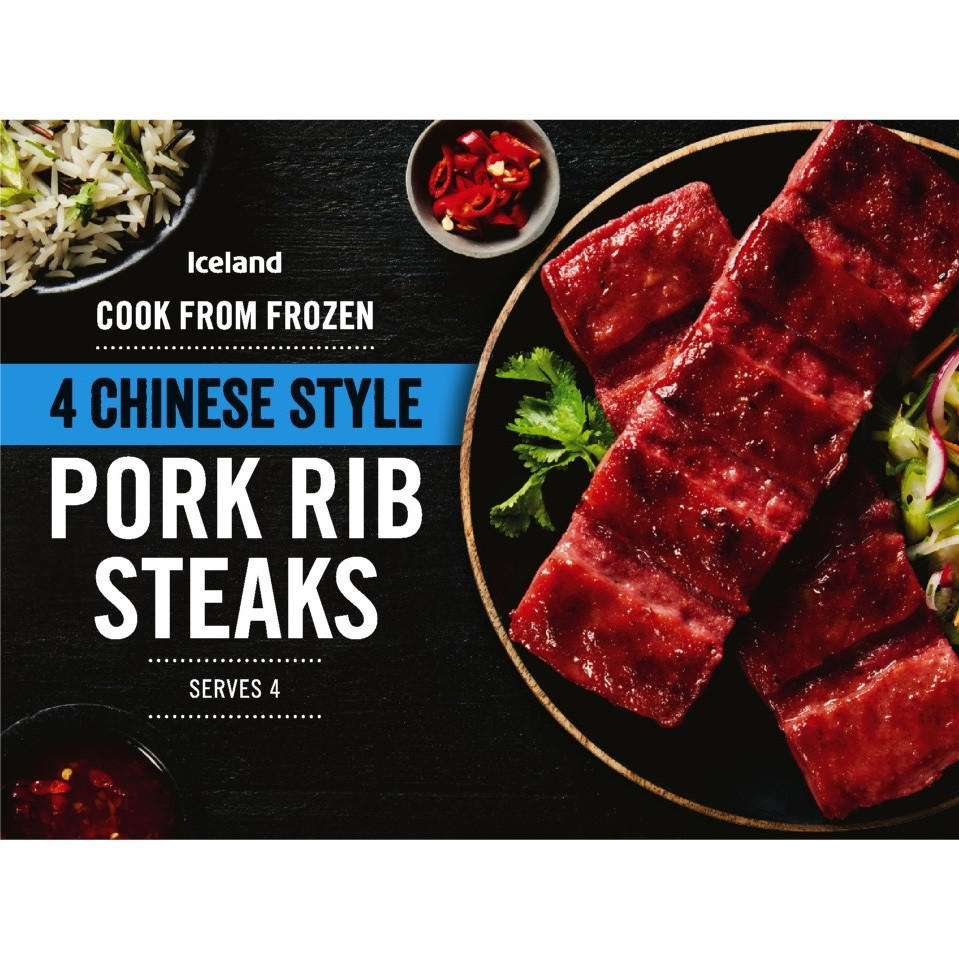 Iceland
COOK FROM FROZEN
4 CHINESE STYLE
PORK RIB
STEAKS
SERVES 4